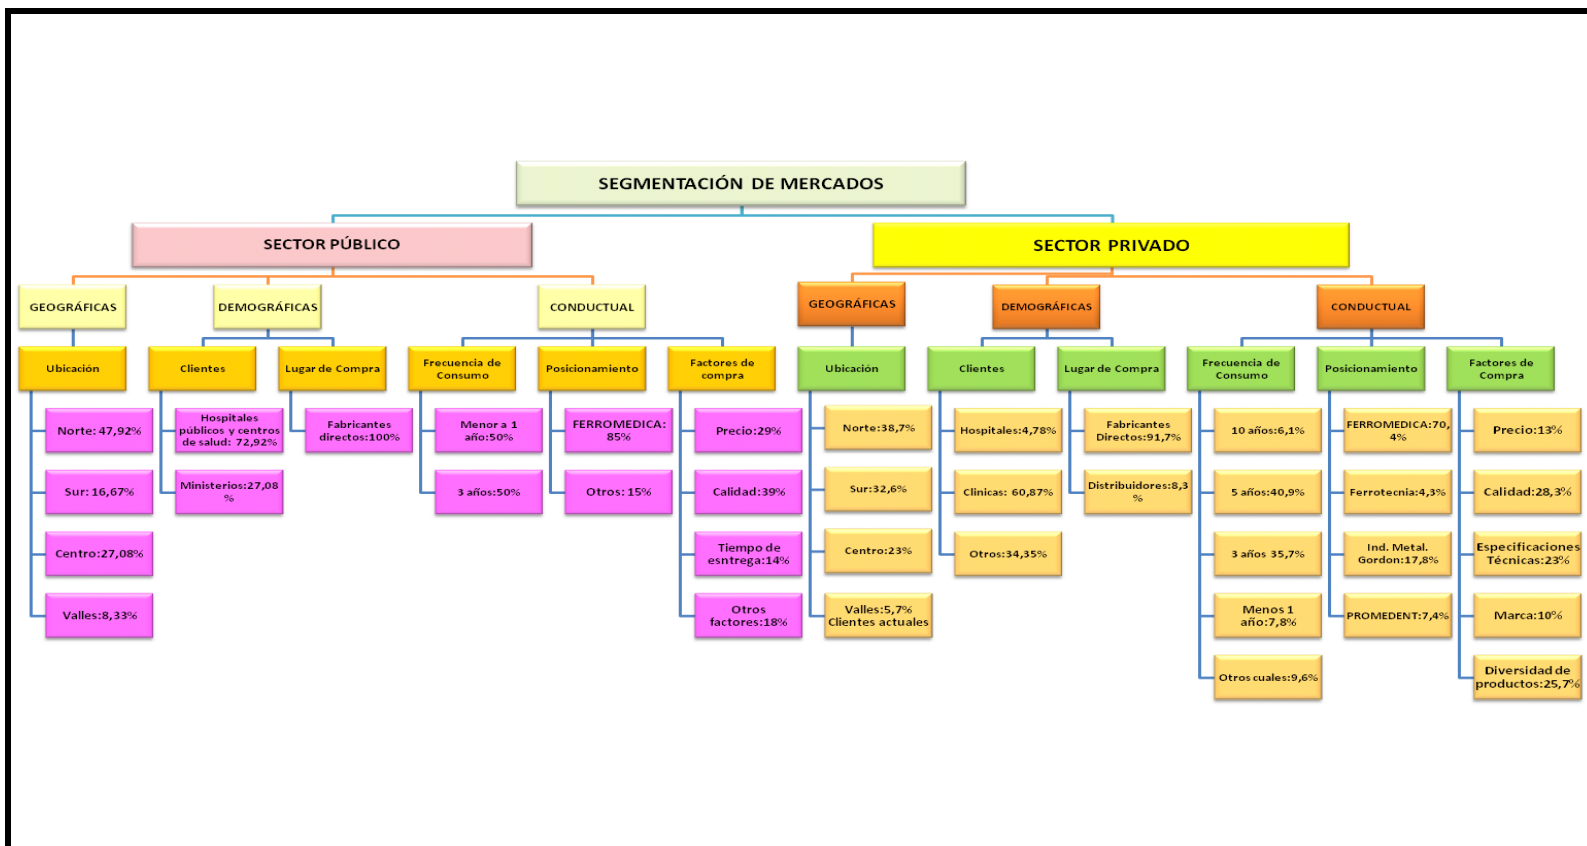 SEGMENTACIÓN DE MERCADOS
SECTOR PÚBLICO
SECTOR PRIVADO
GEOGRÁFICAS
DEMOGRÁFICAS
CONDUCTUAL
GEOGRÁFICAS
DEMOGRÁFICAS
CONDUCTUAL
Ubicación
Clientes
Lugar de Compra
Frecuencia de
Consumo
Posicionamiento
Factores de
compra
Ubicación
Clientes
Lugar de Compra
Frecuencia de
Consumo
Posicionamiento
Factores de
Compra
Norte: 47,92%
Sur: 16,67%
Centro:27,08%
Valles:8,33%
Hospitales
públicos y centros
de salud: 72,92%
Ministerios:27,08
%
Fabricantes
directos:100%
Menor a 1
año:50%
3 años:50%
FERROMEDICA:
85%
Otros: 15%
Precio:29%
Calidad:39%
Tiempo de
esntrega:14%
Otros
factores:18%
Norte:38,7%
Sur:32,6%
Centro:23%
Valles:5,7%
Clientes actuales
Hospitales:4,78%
Clinicas: 60,87%
Otros:34,35%
Fabricantes
Directos:91,7%
Distribuidores:8,3
%
10 años:6,1%
5 años:40,9%
3 años 35,7%
Menos 1
año:7,8%
Otros cuales:9,6%
FERROMEDICA:70,
4%
Ferrotecnia:4,3%
Ind. Metal.
Gordon:17,8%
PROMEDENT:7,4%
Precio:13%
Calidad:28,3%
Especificaciones
Técnicas:23%
Marca:10%
Diversidad de
productos:25,7%